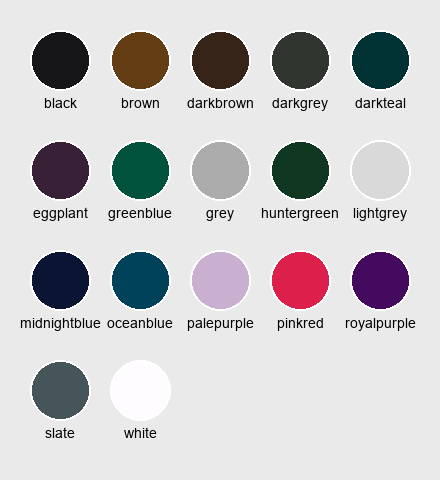 black brown darkbrown darkgrey darkteal
eggplant greenblue grey huntergreen lightgrey
midnightblue oceanblue palepurple pinkred royalpurple
slate white